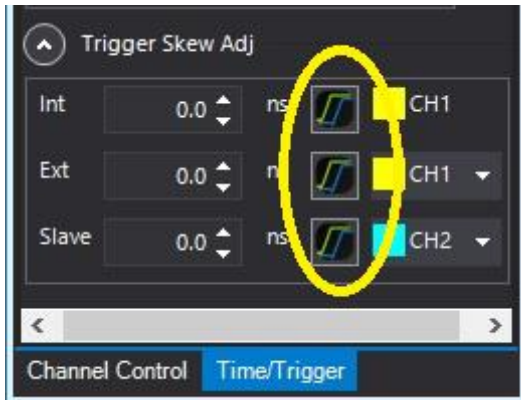 Trigger Skew Adj
Int 0.0 ns CH1
Ext 0.0 n CH1
Slave 0.0 ns CH2
Channel Control Time/Trigger